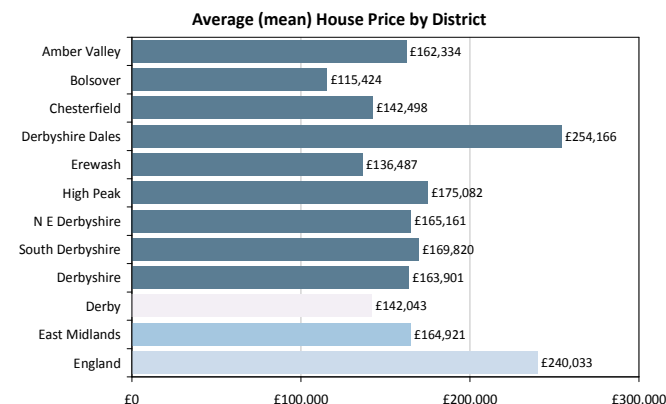 Average (mean) House Price by District
Amber Valley £162,334
Bolsover £115,424
Chesterfield £142,498
Derbyshire Dales £254,166
Erewash £136,487
High Peak £175,082
N E Derbyshire £165,161
South Derbyshire £169,820
Derbyshire £163,901
Derby £142,043
East Midlands £164,921
England £240,033
£0 £100,000 £200,000 £300,000